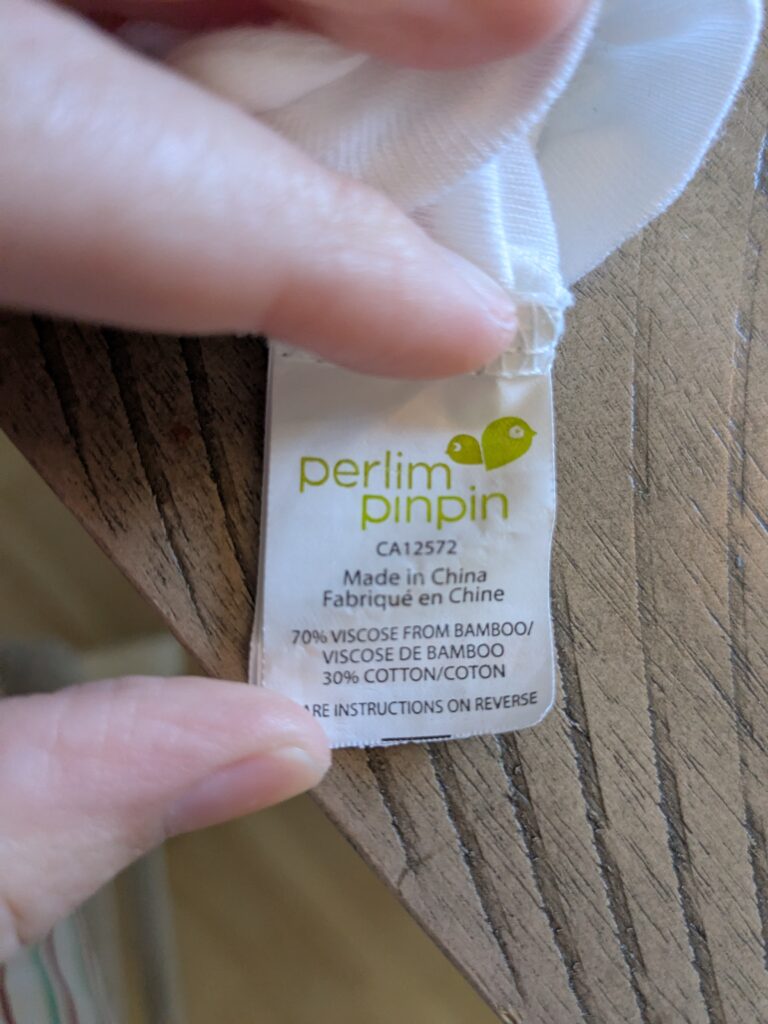 perlim
pinpin
CA12572
Made in China
Fabriqué en Chine
70% VISCOSE FROM BAMBOO/
VISCOSE DE BAMBOO
30% COTTON/COTON
ARE INSTRUCTIONS ON REVERSE